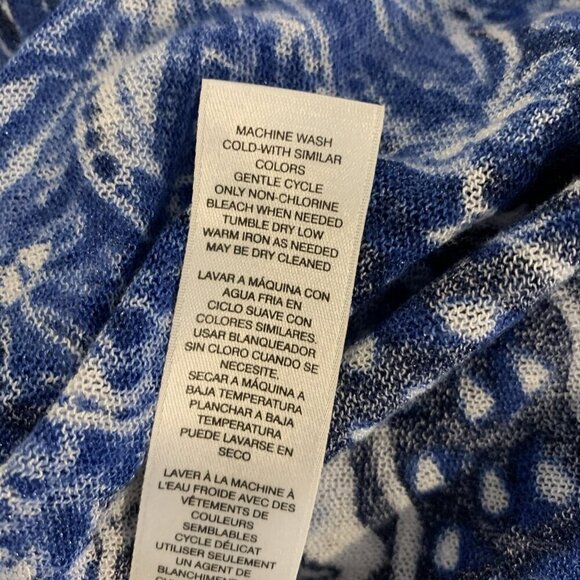 MACHINE WASH
COLD-WITH SIMILAR
COLORS
GENTLE CYCLE
ONLY NON-CHLORINE
BLEACH WHEN NEEDED
TUMBLE DRY LOW
WARM IRON AS NEEDED
MAY BE DRY CLEANED
LAVAR A MÁQUINA CON
AGUA FRIA EN
CICLO SUAVE CON
COLORES SIMILARES.
USAR BLANQUEADOR
SIN CLORO CUANDO SE
NECESITE.
SECAR A MÁQUINA A
BAJA TEMPERATURA
PLANCHAR A BAJA
TEMPERATURA
PUEDE LAVARSE EN
SECO
LAVER À LA MACHINE À
L'EAU FROIDE AVEC DES
VÊTEMENTS DE
COULEURS
SEMBLABLES
CYCLE DÉLICAT
UTILISER SEULEMENT
UN AGENT DE
BLANCHIMENT